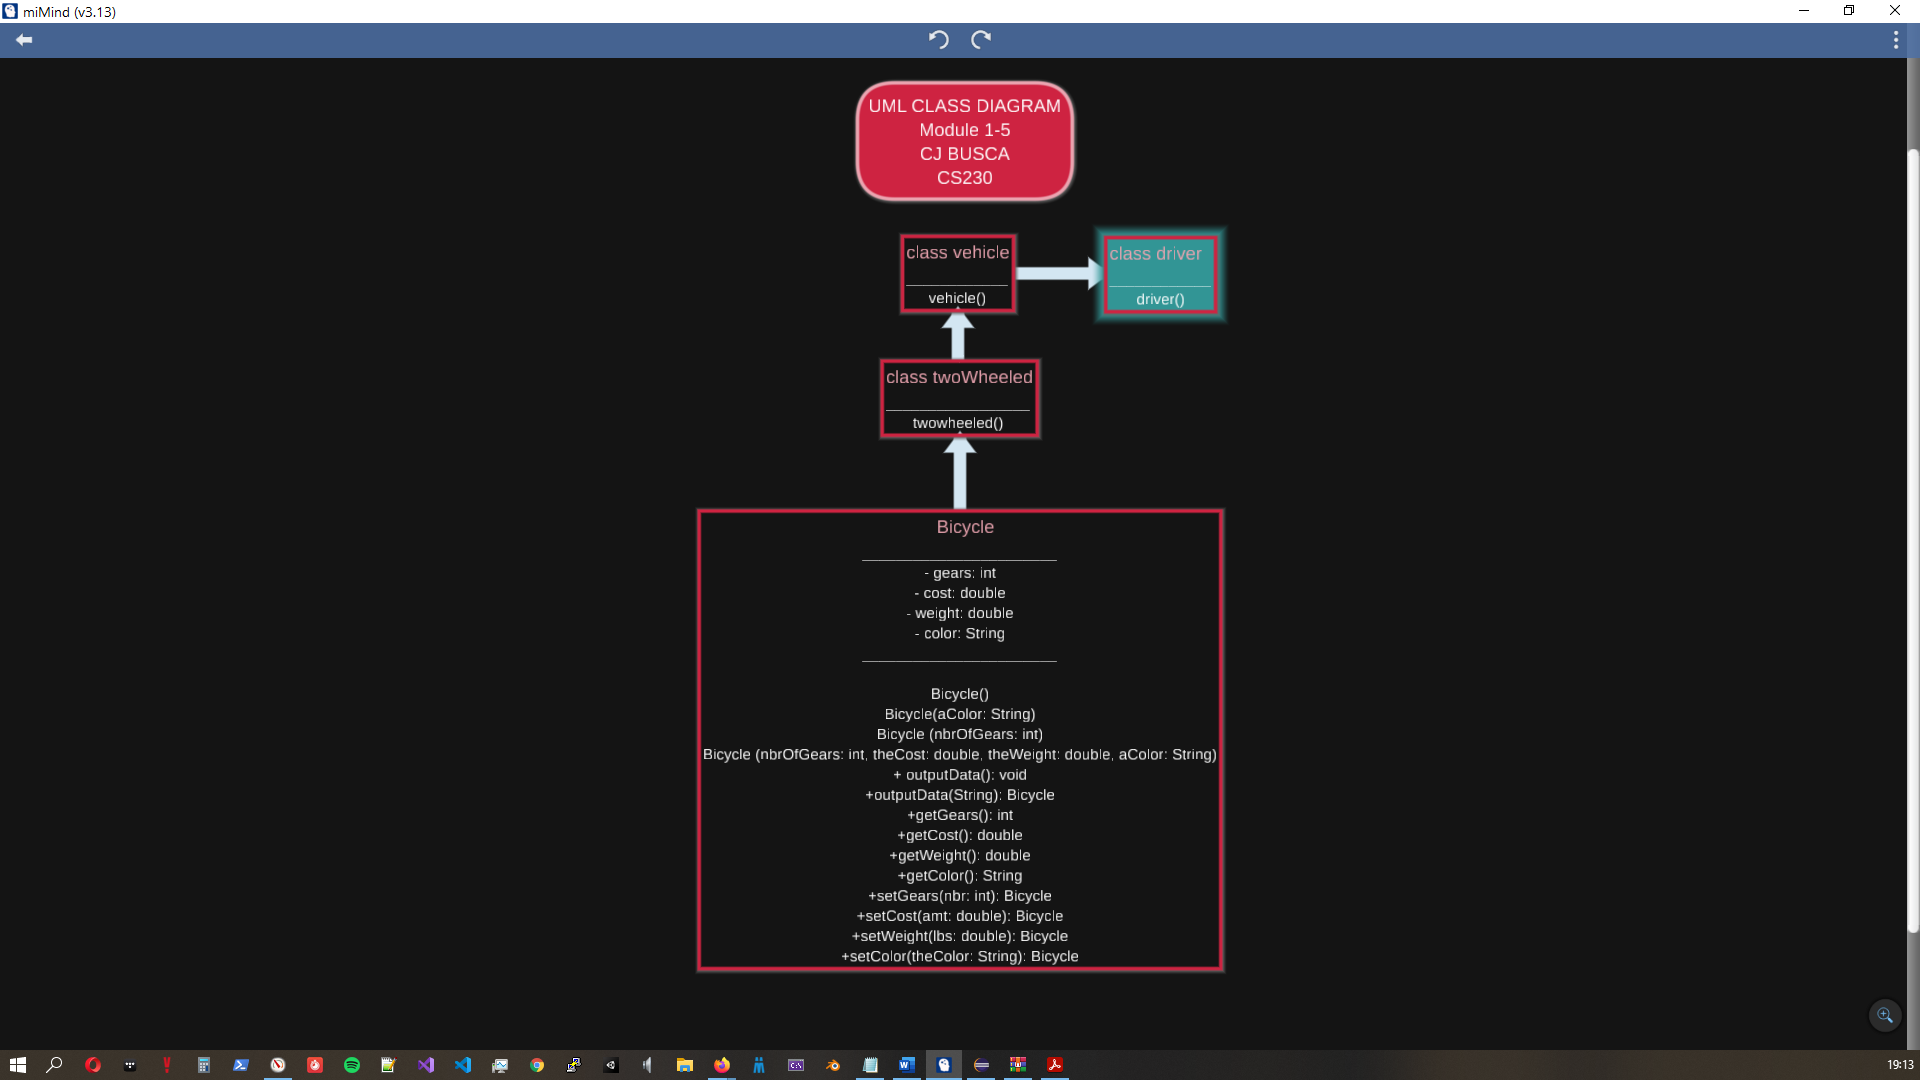 miMind (v3.13)
UML CLASS DIAGRAM
Module 1-5
CJ BUSCA
CS230
class vehicle
vehicle()
class driver
driver()
class twoWheeled
twowheeled()
Bicycle
- gears: int
- cost: double
- weight: double
- color: String
Bicycle()
Bicycle(aColor: String)
Bicycle (nbrOfGears: int)
Bicycle (nbrOfGears: int, theCost: double, theWeight: double, aColor: String)
+ outputData(): void
+outputData(String): Bicycle
+getGears(): int
+getCost(): double
+getWeight(): double
+getColor(): String
+setGears(nbr: int): Bicycle
+setCost(amt: double): Bicycle
+setWeight(lbs: double): Bicycle
+setColor(theColor: String): Bicycle
19:13